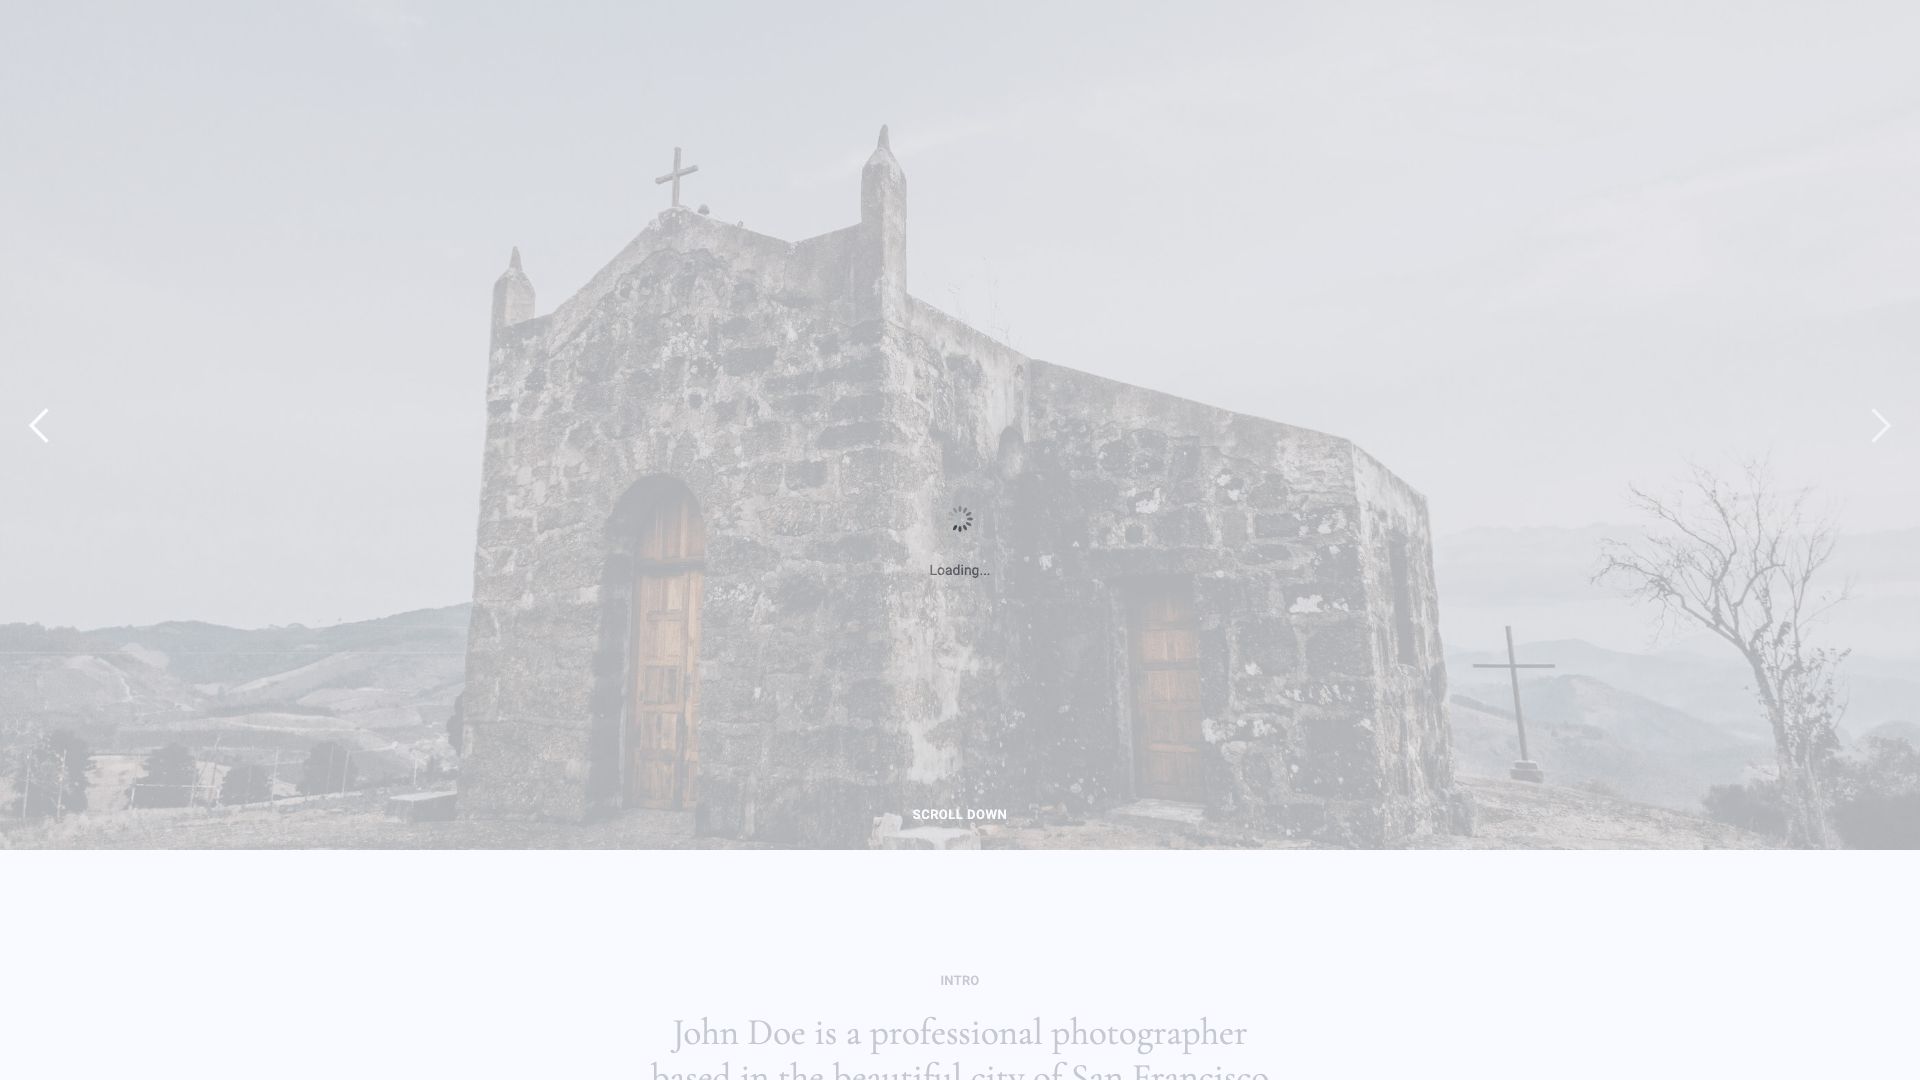 Loading...
SCROLL DOWN
INTRO
John Doe is a professional photographer
based in the beautiful city of San Francisco